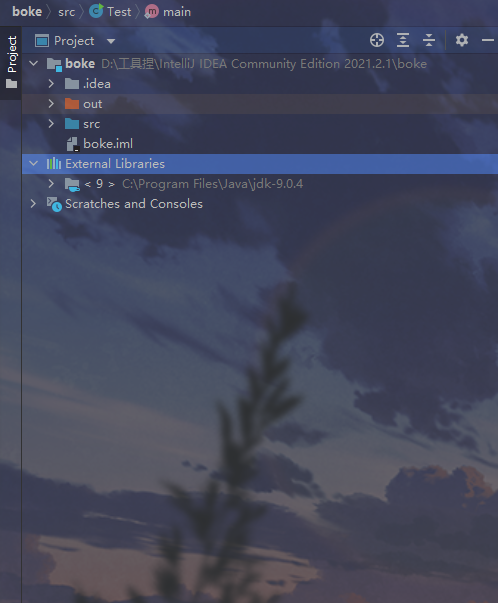 boke 〉 src 〉 C Test 〉 m main
Project
Project
boke D:\工具捏\IntelliJ IDEA Community Edition 2021.2.1\boke
.idea
out
src
boke.iml
External Libraries
< 9 > C:\Program Files\Java\jdk-9.0.4
Scratches and Consoles